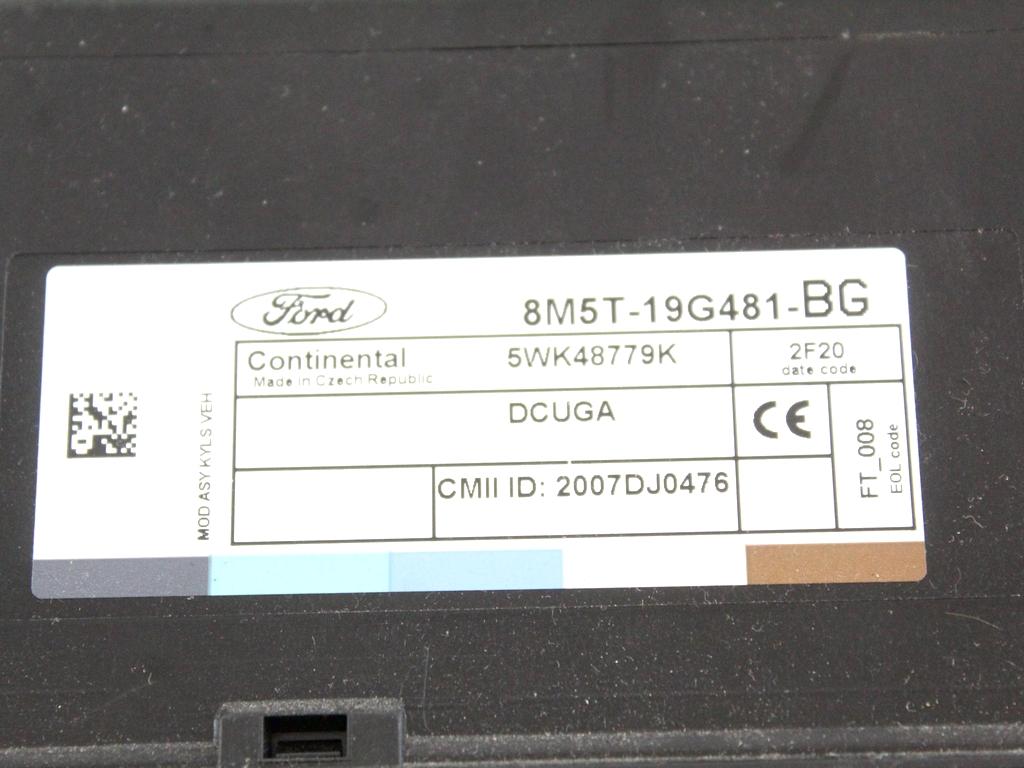 Ford
8M5T-19G481-BG
Continental
Made in Czech Republic
5WK48779K
2F20
date code
DCUGA
CE
CMII ID: 2007DJ0476
FT_008
EOL code
MOD ASY KYLS VEH